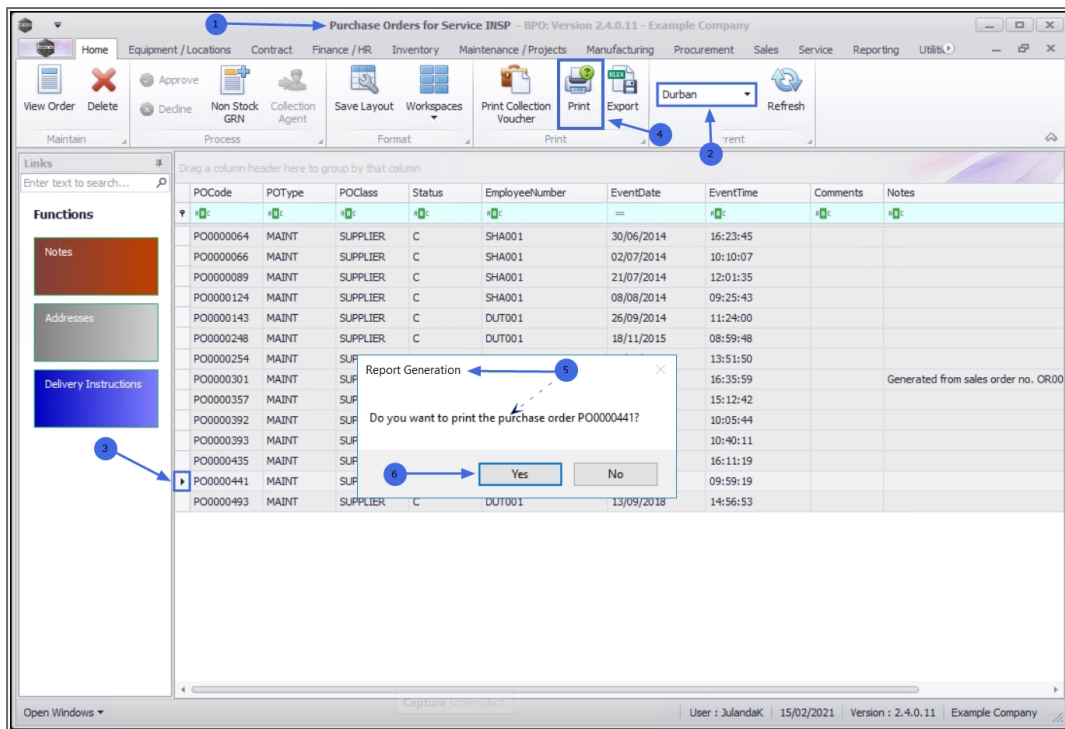 1
Purchase Orders for Service INSP - BPO: Version 2.4.0.11 - Example Company
Home Equipment / Locations Contract Finance / HR Inventory Maintenance / Projects Manufacturing Procurement Sales Service Reporting
View Order Delete Approve Decline Non Stock GRN Collection Agent Save Layout Workspaces Print Collection Voucher Print Export Durban Refresh
4
2
Maintain Process Format Print
Links
Enter text to search...
Functions
Notes
Addresses
Delivery Instructions
3
Drag a column header here to group by that column
POCode POType POClass Status EmployeeNumber EventDate EventTime Comments Notes
PO0000064 MAINT SUPPLIER C SHA001 30/06/2014 16:23:45
PO0000066 MAINT SUPPLIER C SHA001 02/07/2014 10:10:07
PO0000089 MAINT SUPPLIER C SHA001 21/07/2014 12:01:35
PO0000124 MAINT SUPPLIER C SHA001 08/08/2014 09:25:43
PO0000143 MAINT SUPPLIER C DUT001 26/09/2014 11:24:00
PO0000248 MAINT SUPPLIER C DUT001 18/11/2015 08:59:48
PO0000254 MAINT SUP 13:51:50
PO0000301 MAINT SUP 16:35:59 Generated from sales order no. OR00
PO0000357 MAINT SUP 15:12:42
PO0000392 MAINT SUP 10:05:44
PO0000393 MAINT SUP 10:40:11
PO0000435 MAINT SUP 16:11:19
PO0000441 MAINT SUP 09:59:19
PO0000493 MAINT SUPPLIER C DUT001 13/09/2018 14:56:53
Report Generation
5
Do you want to print the purchase order PO0000441?
6
Yes No
Capture screenshot.
Open Windows User : JulandaK 15/02/2021 Version : 2.4.0.11 Example Company